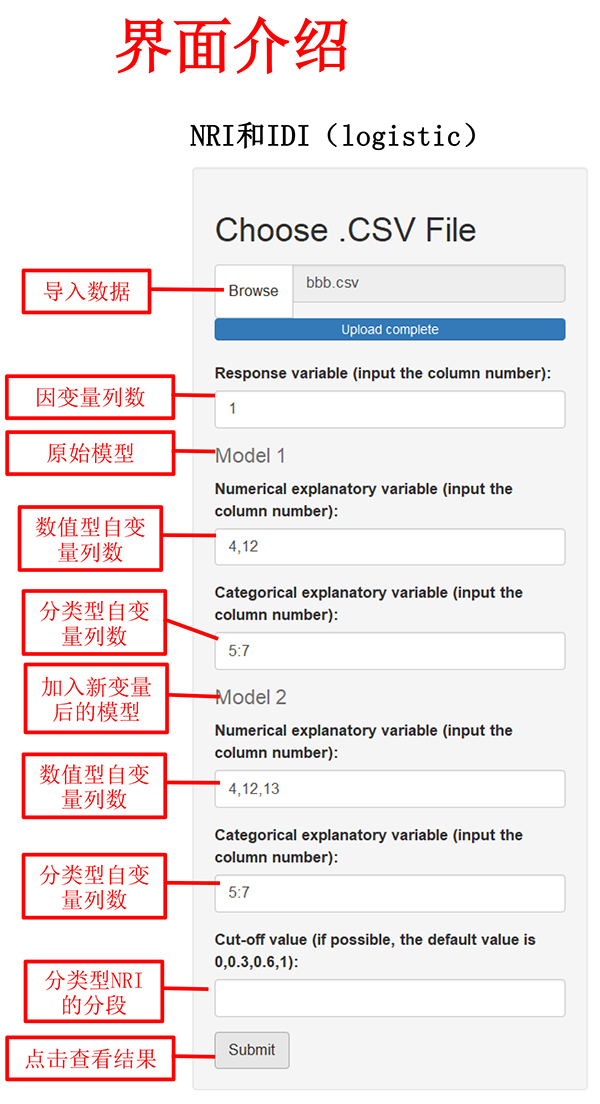 界面介绍
NRI和IDI（logistic）
Choose .CSV File
导入数据
Browse
bbb.csv
Upload complete
Response variable (input the column number):
因变量列数
1
原始模型
Model 1
Numerical explanatory variable (input the
column number):
数值型自变
量列数
4,12
Categorical explanatory variable (input the
column number):
分类型自变
量列数
5:7
加入新变量
后的模型
Model 2
Numerical explanatory variable (input the
column number):
数值型自变
量列数
4,12,13
Categorical explanatory variable (input the
column number):
分类型自变
量列数
5:7
Cut-off value (if possible, the default value is
0,0.3,0.6,1):
分类型NRI
的分段
点击查看结果
Submit